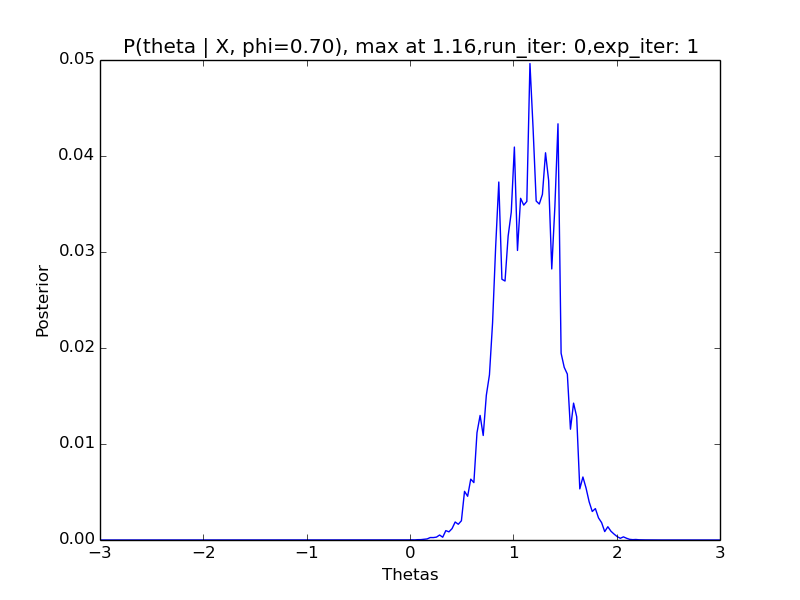 P(theta | X, phi=0.70), max at 1.16,run_iter: 0,exp_iter: 1
0.05
0.04
0.03
0.02
0.01
0.00
Posterior
−3 −2 −1 0 1 2 3
Thetas